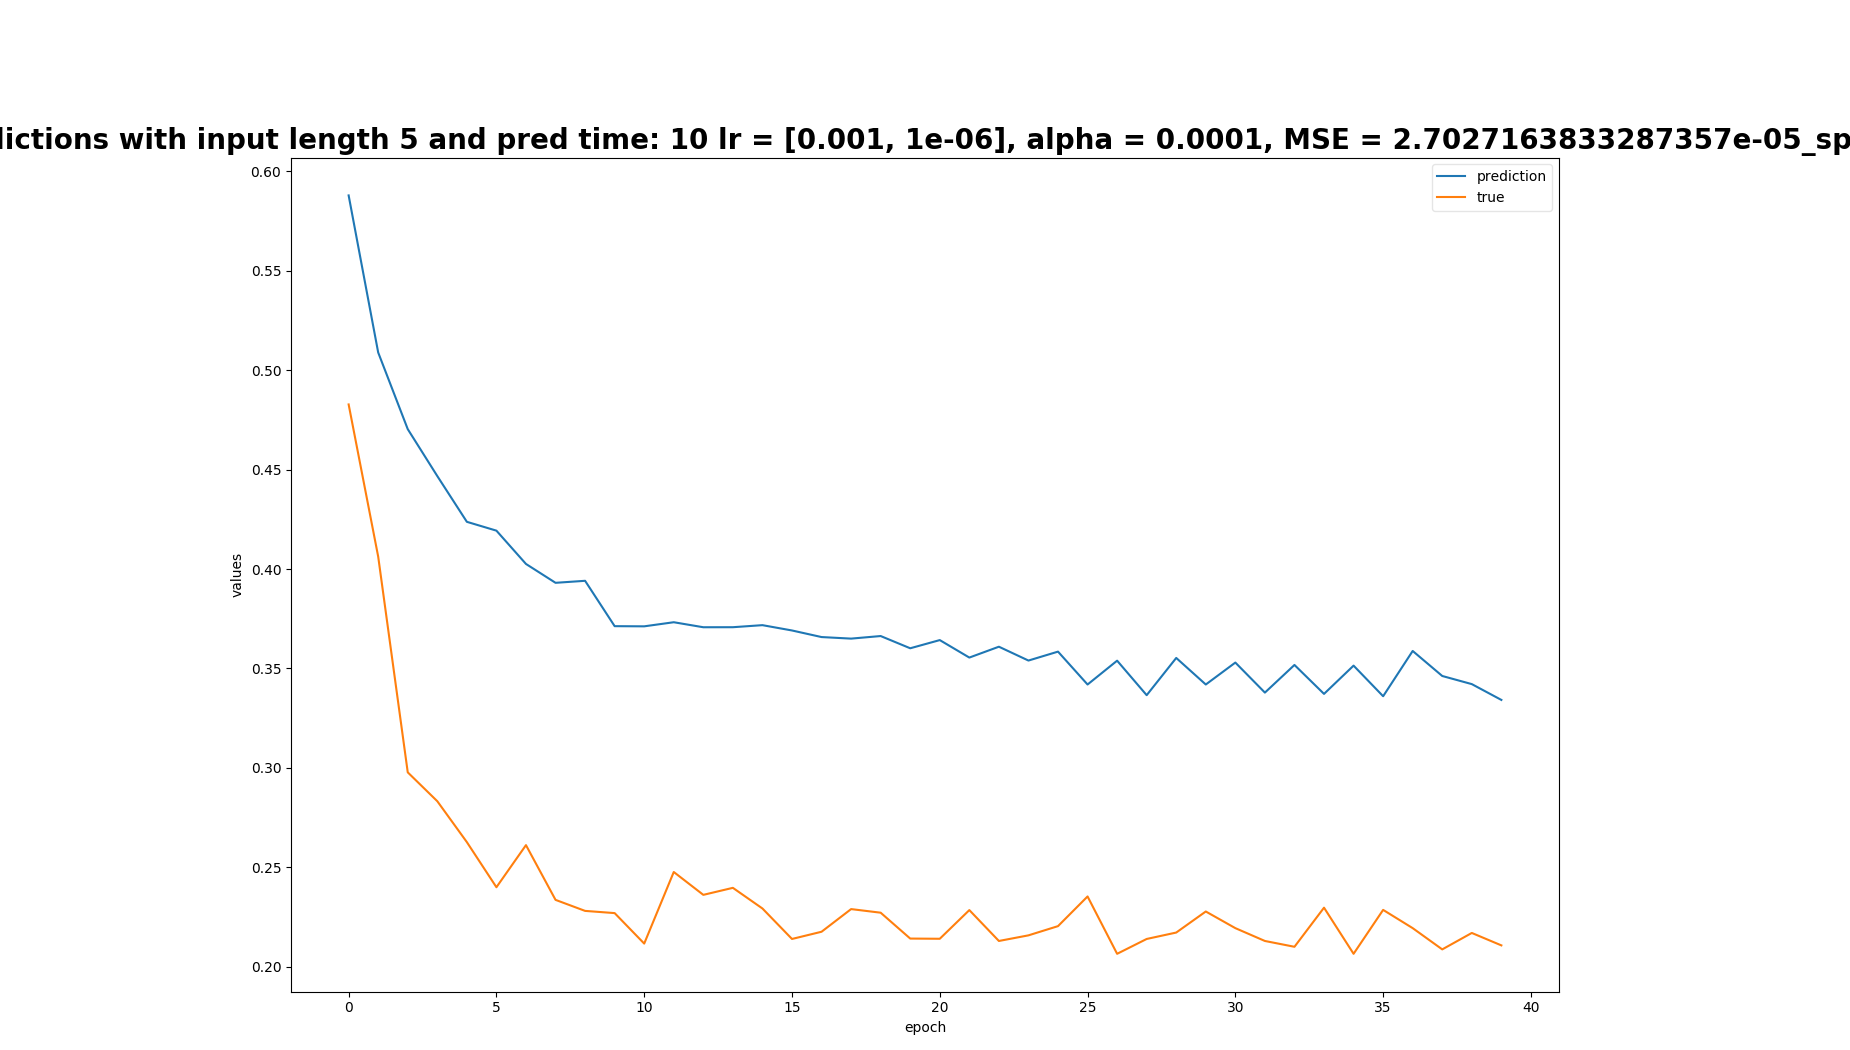 dictions with input length 5 and pred time: 10 lr = [0.001, 1e-06], alpha = 0.0001, MSE = 2.7027163833287357e-05_sp
prediction
true
0.60
0.55
0.50
0.45
0.40
0.35
0.30
0.25
0.20
values
0 5 10 15 20 25 30 35 40
epoch